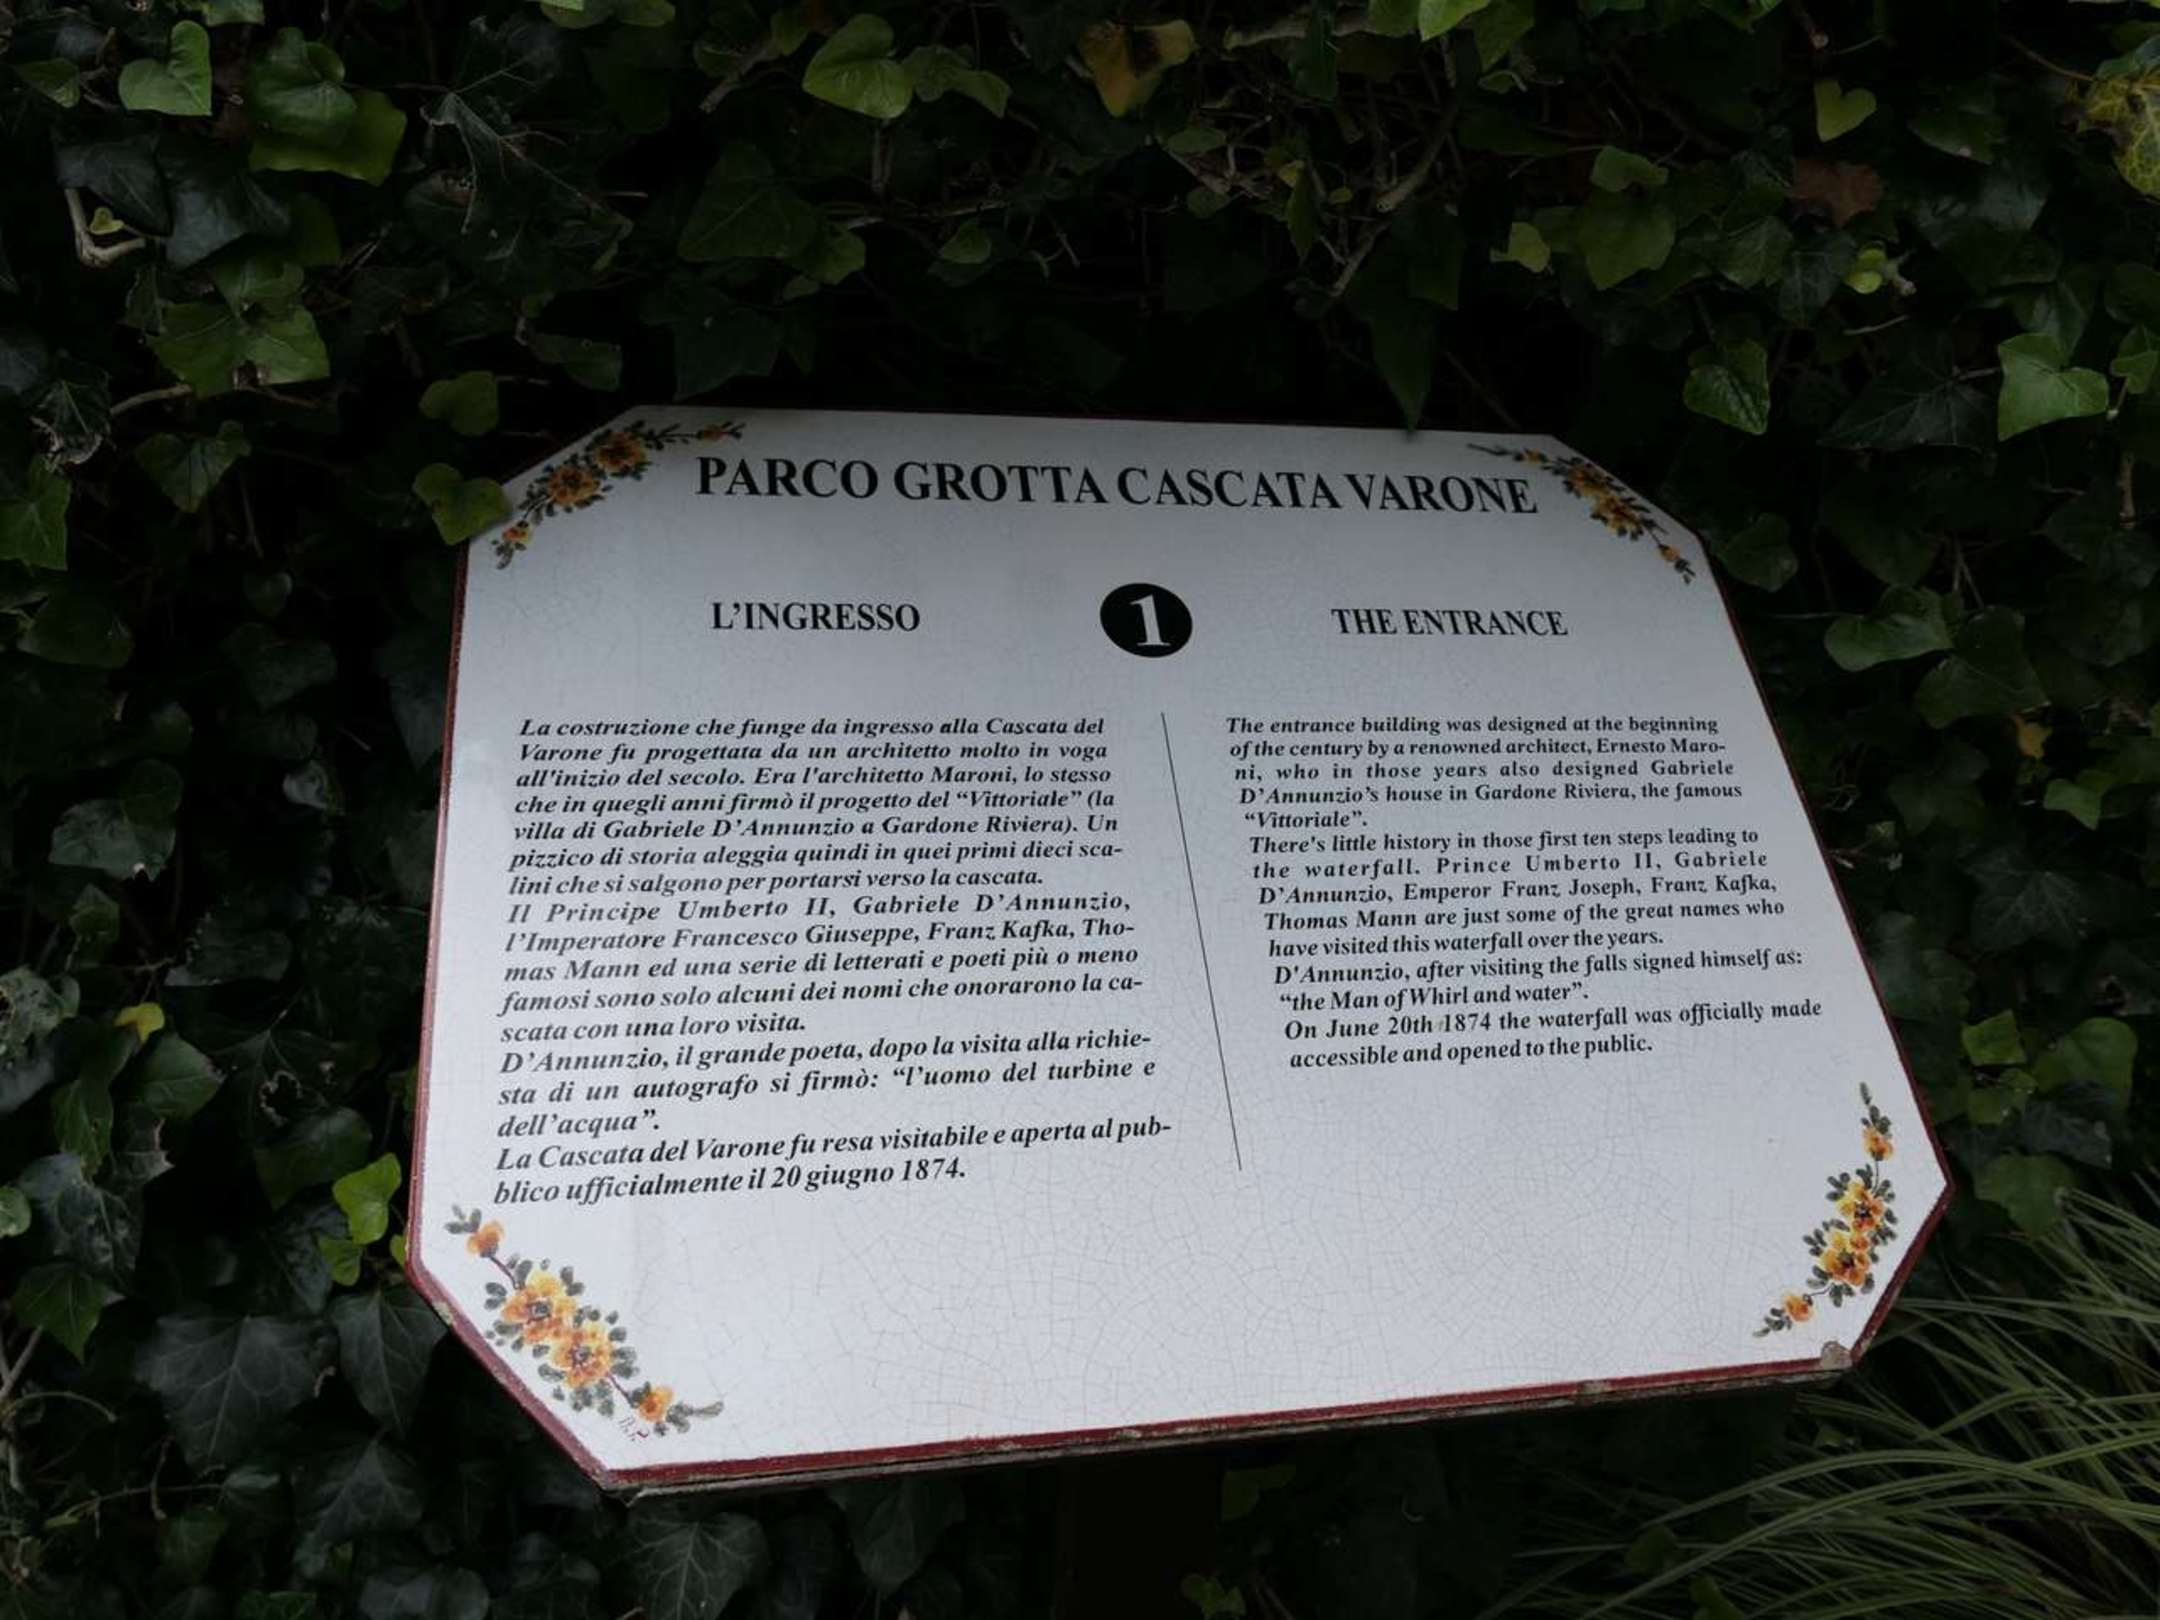 PARCO GROTTA CASCATA VARONE
1
L'INGRESSO
La costruzione che funge da ingresso alla Cascata del
Varone fu progettata da un architetto molto in voga
all'inizio del secolo. Era l'architetto Maroni, lo stesso
che in quegli anni firmò il progetto del “Vittoriale” (la
villa di Gabriele D'Annunzio a Gardone Riviera). Un
pizzico di storia aleggia quindi in quei primi dieci sca-
lini che si salgono per portarsi verso la cascata.
Il Principe Umberto II, Gabriele D'Annunzio,
l'Imperatore Francesco Giuseppe, Franz Kafka, Tho-
mas Mann ed una serie di letterati e poeti più o meno
famosi sono solo alcuni dei nomi che onorarono la ca-
scata con una loro visita.
D'Annunzio, il grande poeta, dopo la visita alla richie-
sta di un autografo si firmò: “l'uomo del turbine e
dell'acqua”.
La Cascata del Varone fu resa visitabile e aperta al pub-
blico ufficialmente il 20 giugno 1874.
THE ENTRANCE
The entrance building was designed at the beginning
of the century by a renowned architect, Ernesto Maro-
ni, who in those years also designed Gabriele
D'Annunzio's house in Gardone Riviera, the famous
“Vittoriale”.
There's little history in those first ten steps leading to
the waterfall. Prince Umberto II, Gabriele
D'Annunzio, Emperor Franz Joseph, Franz Kafka,
Thomas Mann are just some of the great names who
have visited this waterfall over the years.
D'Annunzio, after visiting the falls signed himself as:
“the Man of Whirl and water”.
On June 20th 1874 the waterfall was officially made
accessible and opened to the public.